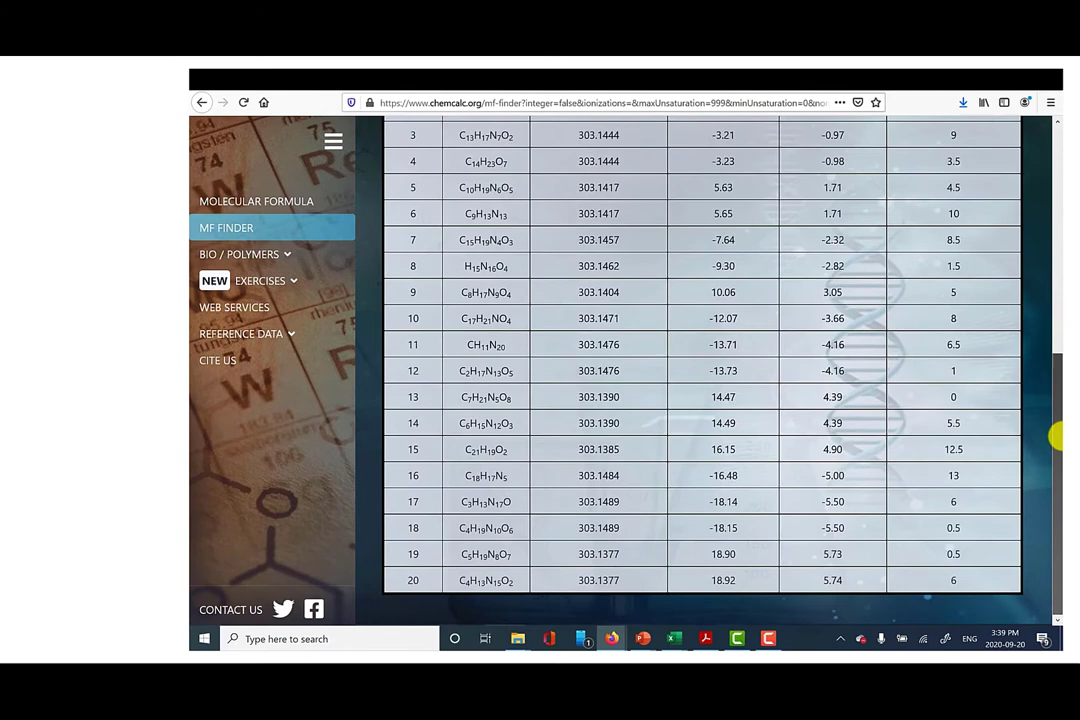 https://www.chemcalc.org/mf-finder?integer=false&ionizations=&maxUnsaturation=999&minUnsaturation=0&
MOLECULAR FORMULA
MF FINDER
BIO / POLYMERS
NEW EXERCISES
WEB SERVICES
REFERENCE DATA
CITE US
CONTACT US
3 C₁₃H₁₇N₇O₂ 303.1444 -3.21 -0.97 9
4 C₁₄H₂₃O₇ 303.1444 -3.23 -0.98 3.5
5 C₁₀H₁₉N₆O₅ 303.1417 5.63 1.71 4.5
6 C₉H₁₃N₁₃ 303.1417 5.65 1.71 10
7 C₁₅H₁₉N₄O₃ 303.1457 -7.64 -2.32 8.5
8 H₁₅N₁₆O₄ 303.1462 -9.30 -2.82 1.5
9 C₈H₁₇N₉O₄ 303.1404 10.06 3.05 5
10 C₁₇H₂₁NO₄ 303.1471 -12.07 -3.66 8
11 CH₁₁N₂₀ 303.1476 -13.71 -4.16 6.5
12 C₂H₁₇N₁₃O₅ 303.1476 -13.73 -4.16 1
13 C₇H₂₁N₅O₈ 303.1390 14.47 4.39 0
14 C₆H₁₅N₁₂O₃ 303.1390 14.49 4.39 5.5
15 C₂₁H₁₉O₂ 303.1385 16.15 4.90 12.5
16 C₁₈H₁₇N₅ 303.1484 -16.48 -5.00 13
17 C₃H₁₃N₁₇O 303.1489 -18.14 -5.50 6
18 C₄H₁₉N₁₀O₆ 303.1489 -18.15 -5.50 0.5
19 C₅H₁₉N₈O₇ 303.1377 18.90 5.73 0.5
20 C₄H₁₃N₁₅O₂ 303.1377 18.92 5.74 6
Type here to search
ENG
3:39 PM
2020-09-20